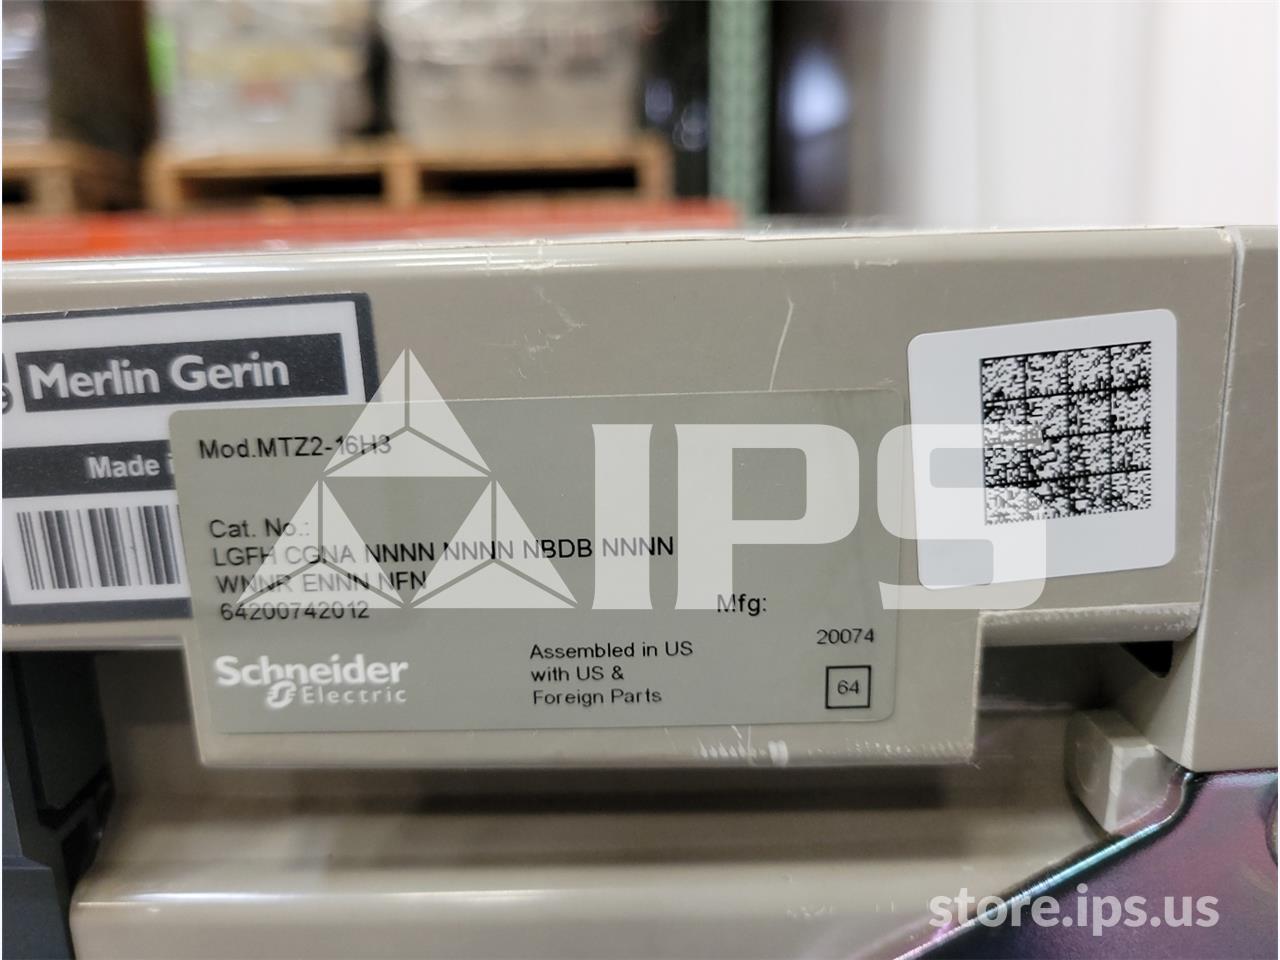 Merlin Gerin
Made
Mod.MTZ2-16H3
Cat. No.:
LGFH CGNA NNNN NNNN NBDB NNNN
WNNR ENNN NFN
64200742012
Mfg:
20074
Assembled in US
with US &
Foreign Parts
64
Schneider
Electric
IPS
store.ips.us